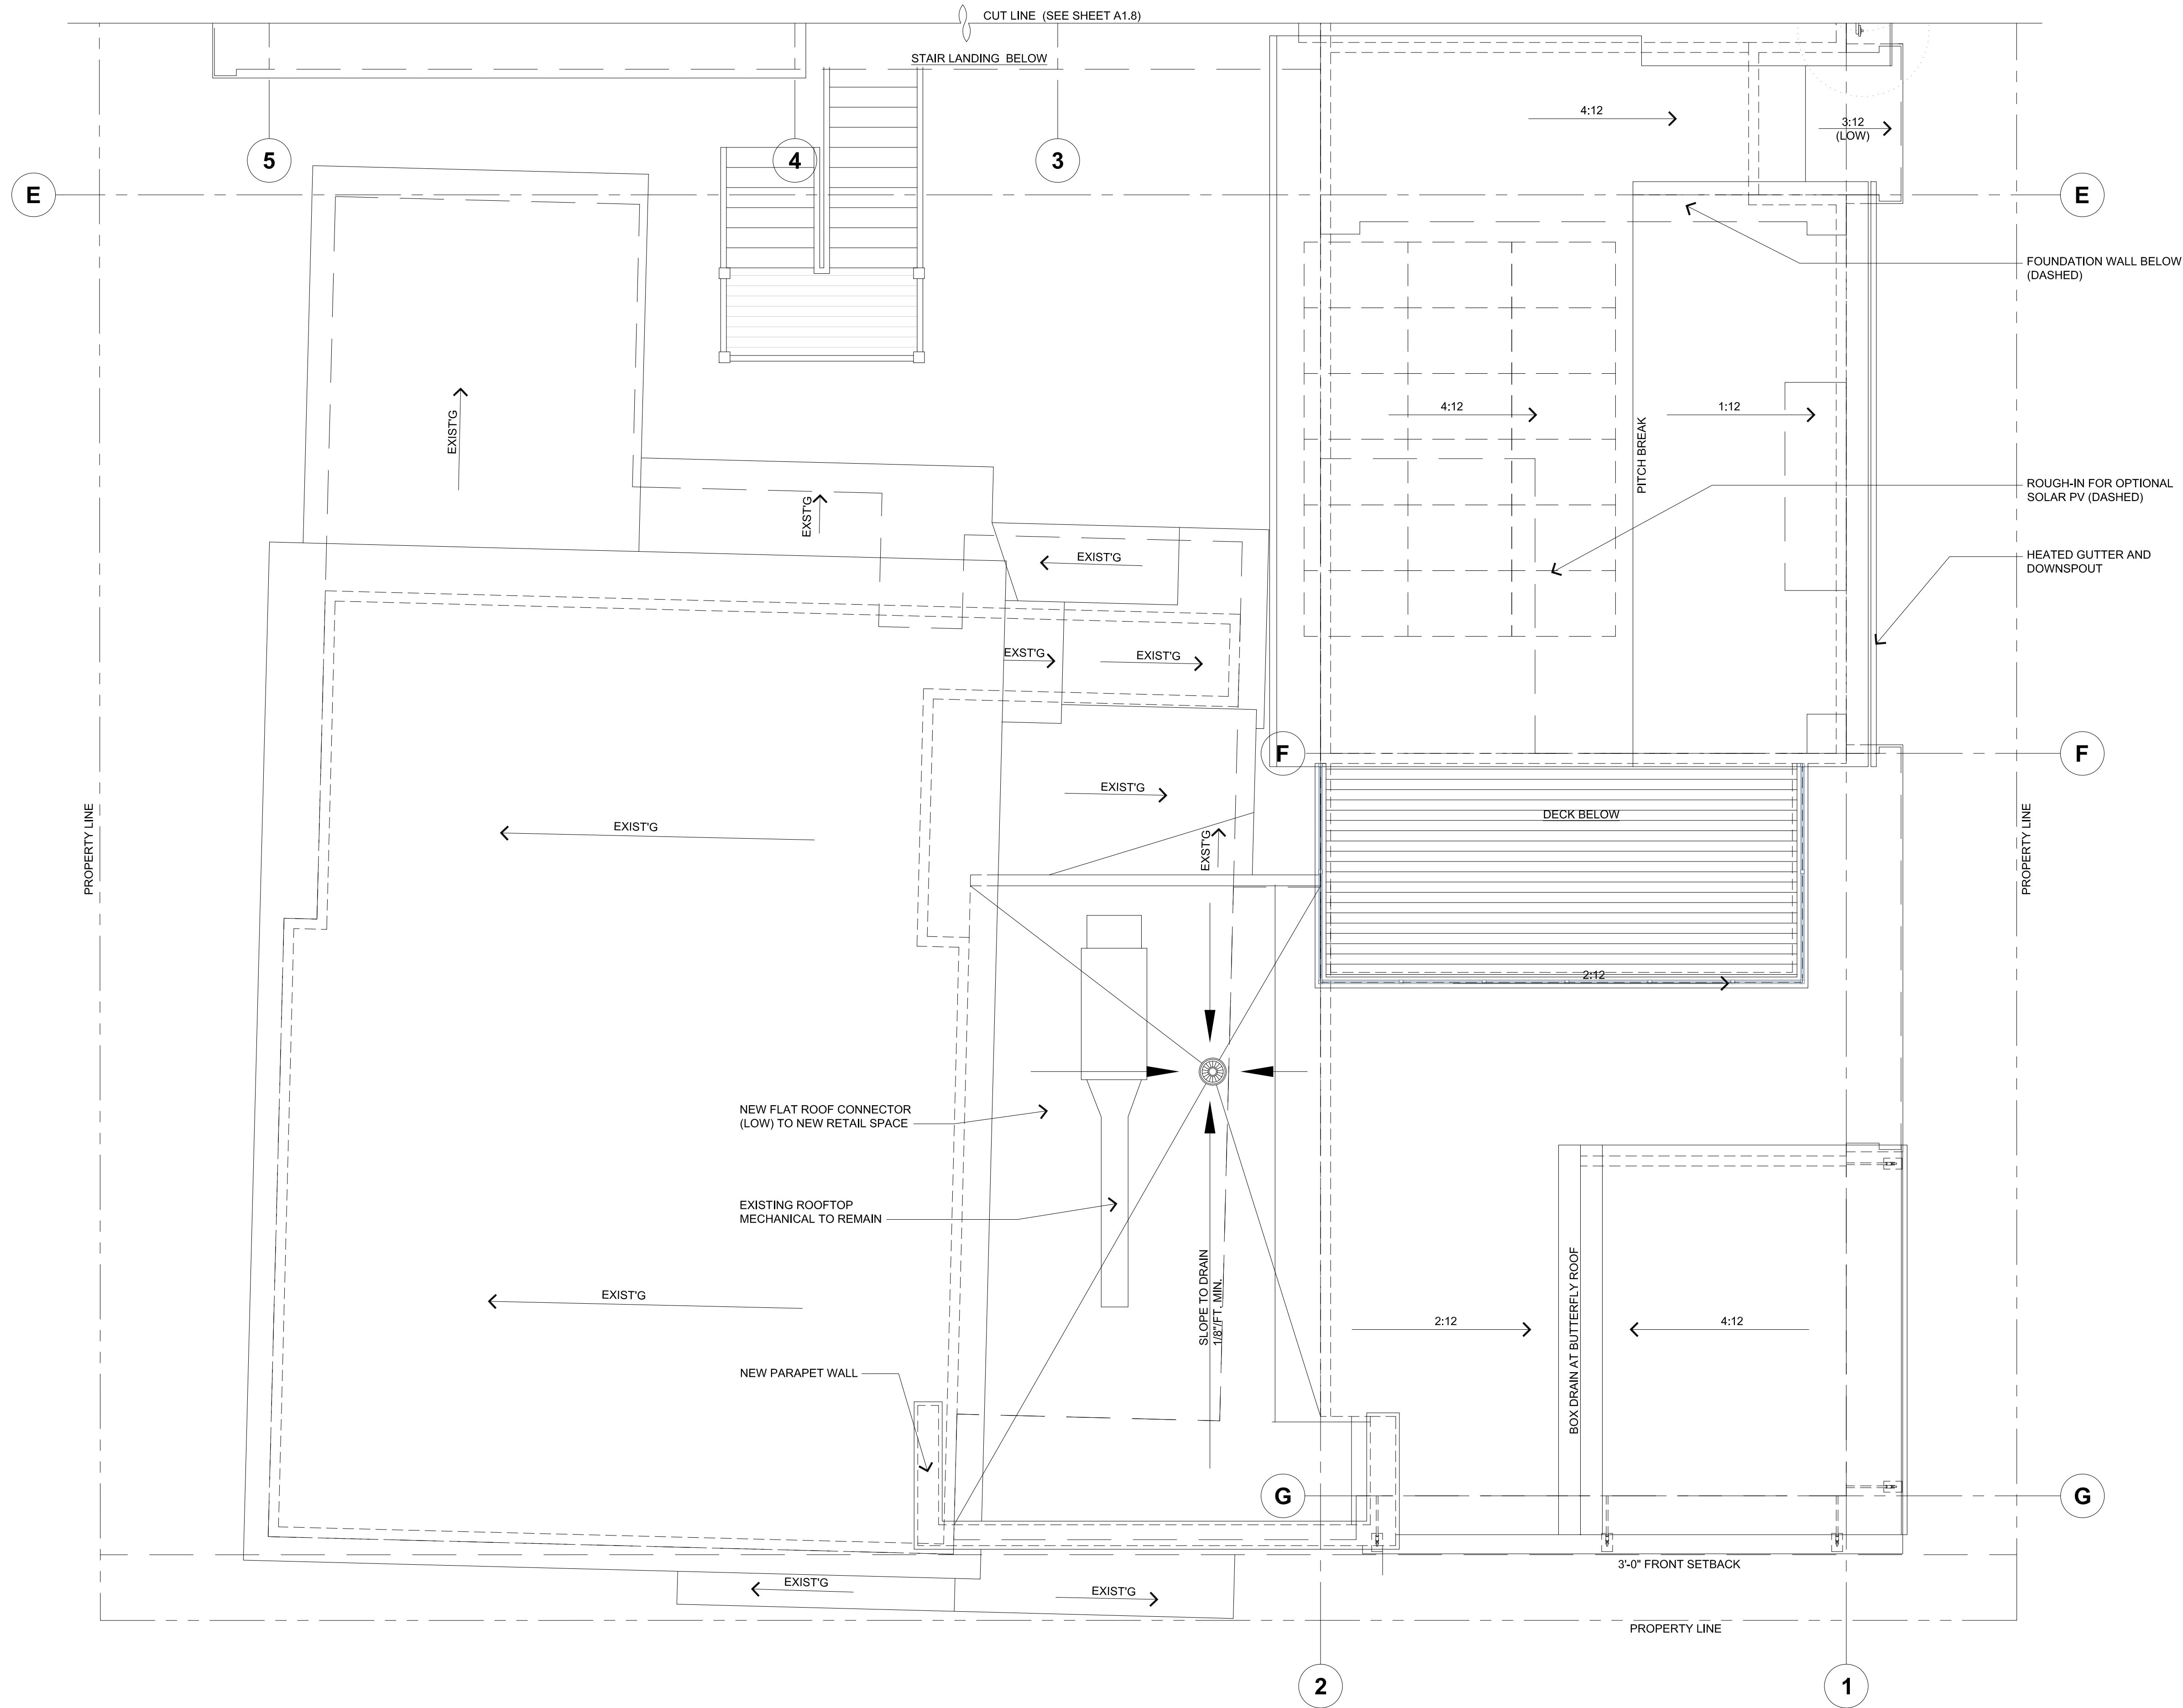 CUT LINE (SEE SHEET A1.8)
STAIR LANDING BELOW
4:12
3:12
(LOW)
5
4
3
E
E
FOUNDATION WALL BELOW
(DASHED)
EXIST'G
4:12
1:12
PITCH BREAK
EXST'G
ROUGH-IN FOR OPTIONAL
SOLAR PV (DASHED)
EXIST'G
HEATED GUTTER AND
DOWNSPOUT
EXST'G
EXIST'G
F
F
EXIST'G
DECK BELOW
EXIST'G
EXST'G
PROPERTY LINE
PROPERTY LINE
2:12
NEW FLAT ROOF CONNECTOR
(LOW) TO NEW RETAIL SPACE
EXISTING ROOFTOP
MECHANICAL TO REMAIN
SLOPE TO DRAIN
1/8"/FT. MIN.
EXIST'G
2:12
BOX DRAIN AT BUTTERFLY ROOF
4:12
NEW PARAPET WALL
G
G
3'-0" FRONT SETBACK
EXIST'G
EXIST'G
PROPERTY LINE
2
1